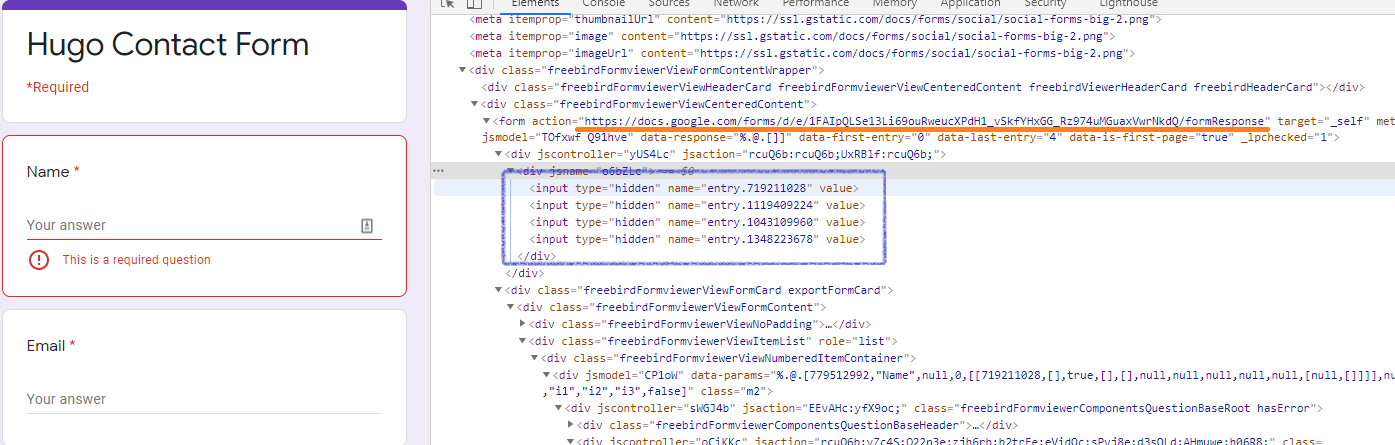 Hugo Contact Form
*Required
Name *
Your answer
This is a required question
Email *
Your answer
Elements Console Sources Network Performance Memory Application Security Lighthouse
<meta itemprop="thumbnailUrl" content="https://ssl.gstatic.com/docs/forms/social/social-forms-big-2.png">
<meta itemprop="image" content="https://ssl.gstatic.com/docs/forms/social/social-forms-big-2.png">
<meta itemprop="imageUrl" content="https://ssl.gstatic.com/docs/forms/social/social-forms-big-2.png">
<div class="freebirdFormviewerViewFormContentWrapper">
<div class="freebirdFormviewerViewHeaderCard freebirdFormviewerViewCenteredContent freebirdViewerHeaderCard freebirdHeaderCard"></div>
<div class="freebirdFormviewerViewCenteredContent">
<form action="https://docs.google.com/forms/d/e/1FAIpQLSe13Li69ouRweucXPdH1_vSkfYHxGG_Rz974uMGuaxVwrNkdQ/formResponse" target="_self" met
jsmodel="TOfxwf Q91hve" data-response="%.@.[]]" data-first-entry="0" data-last-entry="4" data-is-first-page="true" _lpchecked="1">
<div jscontroller="yUS4Lc" jsaction="rcuQ6b:rcuQ6b;UxRBlf:rcuQ6b;">
… <div jsname="o6bZLc"> == $0
<input type="hidden" name="entry.719211028" value>
<input type="hidden" name="entry.1119409224" value>
<input type="hidden" name="entry.1043109960" value>
<input type="hidden" name="entry.1348223678" value>
</div>
</div>
<div class="freebirdFormviewerViewFormCard exportFormCard">
<div class="freebirdFormviewerViewFormContent">
<div class="freebirdFormviewerViewNoPadding">…</div>
<div class="freebirdFormviewerViewItemList" role="list">
<div class="freebirdFormviewerViewNumberedItemContainer">
<div jsmodel="CP1oW" data-params="%.@.[779512992,"Name",null,0,[[719211028,[],true,[],[],null,null,null,null,null,[null,[]]]],nu
,"i1","i2","i3",false]" class="m2">
<div jscontroller="sWGJ4b" jsaction="EEvAHc:yfX9oc;" class="freebirdFormviewerComponentsQuestionBaseRoot hasError">
<div class="freebirdFormviewerComponentsQuestionBaseHeader">…</div>
<div jscontroller="oCiKKc" class=